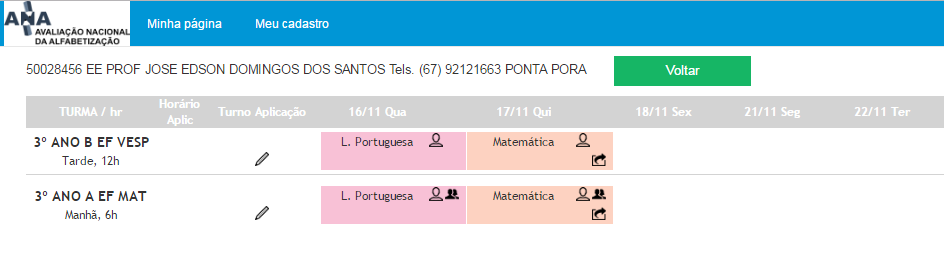 ANA
AVALIAÇÃO NACIONAL
DA ALFABETIZAÇÃO
Minha página Meu cadastro
50028456 EE PROF JOSE EDSON DOMINGOS DOS SANTOS Tels. (67) 92121663 PONTA PORA Voltar
TURMA / hr Horário Aplic Turno Aplicação 16/11 Qua 17/11 Qui 18/11 Sex 21/11 Seg 22/11 Ter
3º ANO B EF VESP L. Portuguesa Matemática
Tarde, 12h
3º ANO A EF MAT L. Portuguesa Matemática
Manhã, 6h